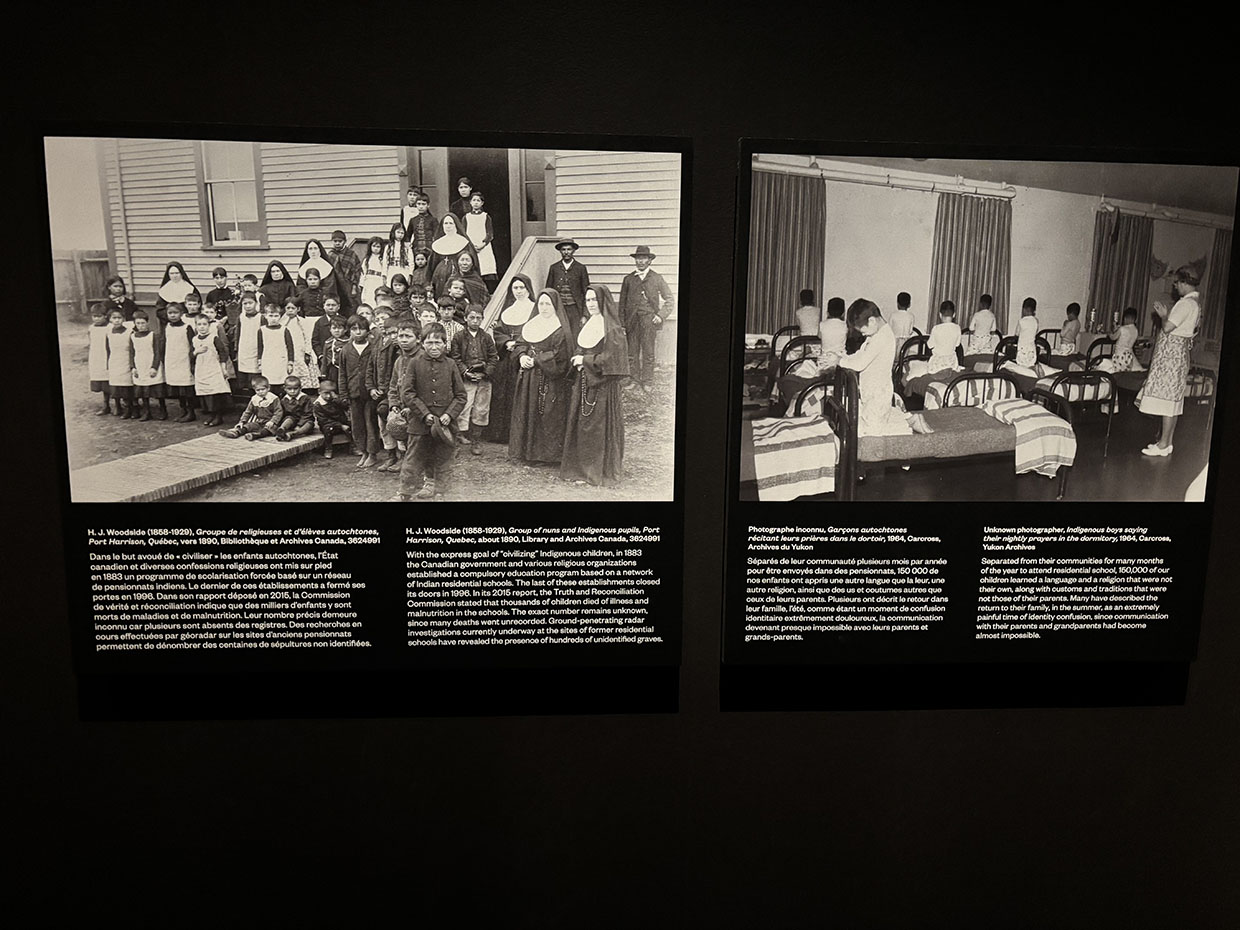 H. J. Woodside (1858-1929), Groupe de religieuses et d'élèves autochtones,
Port Harrison, Québec, vers 1890, Bibliothèque et Archives Canada, 3624991
Dans le but avoué de « civiliser » les enfants autochtones, l'État
canadien et diverses confessions religieuses ont mis sur pied
en 1883 un programme de scolarisation forcée basé sur un réseau
de pensionnats indiens. Le dernier de ces établissements a fermé ses
portes en 1996. Dans son rapport déposé en 2015, la Commission
de vérité et réconciliation indique que des milliers d'enfants y sont
morts de maladies et de malnutrition. Leur nombre précis demeure
inconnu car plusieurs sont absents des registres. Des recherches en
cours effectuées par géoradar sur les sites d'anciens pensionnats
permettent de dénombrer des centaines de sépultures non identifiées.
H. J. Woodside (1858-1929), Group of nuns and Indigenous pupils, Port
Harrison, Quebec, about 1890, Library and Archives Canada, 3624991
With the express goal of "civilizing" Indigenous children, in 1883
the Canadian government and various religious organizations
established a compulsory education program based on a network
of Indian residential schools. The last of these establishments closed
its doors in 1996. In its 2015 report, the Truth and Reconciliation
Commission stated that thousands of children died of illness and
malnutrition in the schools. The exact number remains unknown,
since many deaths went unrecorded. Ground-penetrating radar
investigations currently underway at the sites of former residential
schools have revealed the presence of hundreds of unidentified graves.
Photographe inconnu, Garçons autochtones
récitant leurs prières dans le dortoir, 1964, Carcross,
Archives du Yukon
Séparés de leur communauté plusieurs mois par année
pour être envoyés dans des pensionnats, 150 000 de
nos enfants ont appris une autre langue que la leur, une
autre religion, ainsi que des us et coutumes autres que
ceux de leurs parents. Plusieurs ont décrit le retour dans
leur famille, l'été, comme étant un moment de confusion
identitaire extrêmement douloureux, la communication
devenant presque impossible avec leurs parents et
grands-parents.
Unknown photographer, Indigenous boys saying
their nightly prayers in the dormitory, 1964, Carcross,
Yukon Archives
Separated from their communities for many months
of the year to attend residential school, 150,000 of our
children learned a language and a religion that were not
their own, along with customs and traditions that were
not those of their parents. Many have described the
return to their family, in the summer, as an extremely
painful time of identity confusion, since communication
with their parents and grandparents had become
almost impossible.